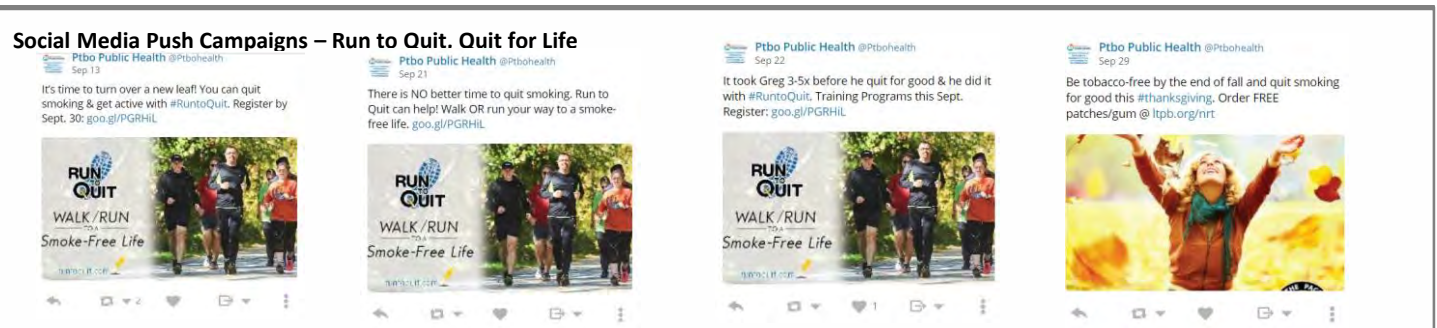 Social Media Push Campaigns – Run to Quit. Quit for Life
Ptbo Public Health @Ptbohealth
Sep 13
It's time to turn over a new leaf! You can quit
smoking & get active with #RuntoQuit. Register by
Sept. 30: goo.gl/PGRHiL
RUN
TO
QUIT
WALK/RUN
TO A
Smoke-Free Life
2
Ptbo Public Health @Ptbohealth
Sep 21
There is NO better time to quit smoking. Run to
Quit can help! Walk OR run your way to a smoke-
free life. goo.gl/PGRHiL
RUN
TO
QUIT
WALK/RUN
TO A
Smoke-Free Life
Ptbo Public Health @Ptbohealth
Sep 22
It took Greg 3-5x before he quit for good & he did it
with #RuntoQuit. Training Programs this Sept.
Register: goo.gl/PGRHiL
RUN
TO
QUIT
WALK/RUN
TO A
Smoke-Free Life
1
Ptbo Public Health @Ptbohealth
Sep 29
Be tobacco-free by the end of fall and quit smoking
for good this #thanksgiving. Order FREE
patches/gum @ ltpb.org/nrt